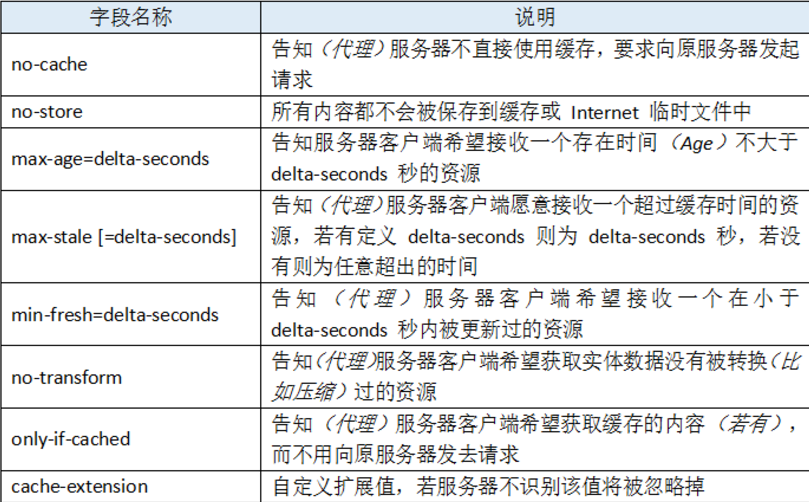 字段名称 说明
no-cache 告知（代理）服务器不直接使用缓存，要求向原服务器发起
请求
no-store 所有内容都不会被保存到缓存或 Internet 临时文件中
max-age=delta-seconds 告知服务器客户端希望接收一个存在时间（Age）不大于
delta-seconds 秒的资源
max-stale [=delta-seconds] 告知（代理）服务器客户端愿意接收一个超过缓存时间的资
源，若有定义 delta-seconds 则为 delta-seconds 秒，若没
有则为任意超出的时间
min-fresh=delta-seconds 告知（代理）服务器客户端希望接收一个在小于
delta-seconds 秒内被更新过的资源
no-transform 告知（代理）服务器客户端希望获取实体数据没有被转换（比
如压缩）过的资源
only-if-cached 告知（代理）服务器客户端希望获取缓存的内容（若有），
而不用向原服务器发去请求
cache-extension 自定义扩展值，若服务器不识别该值将被忽略掉